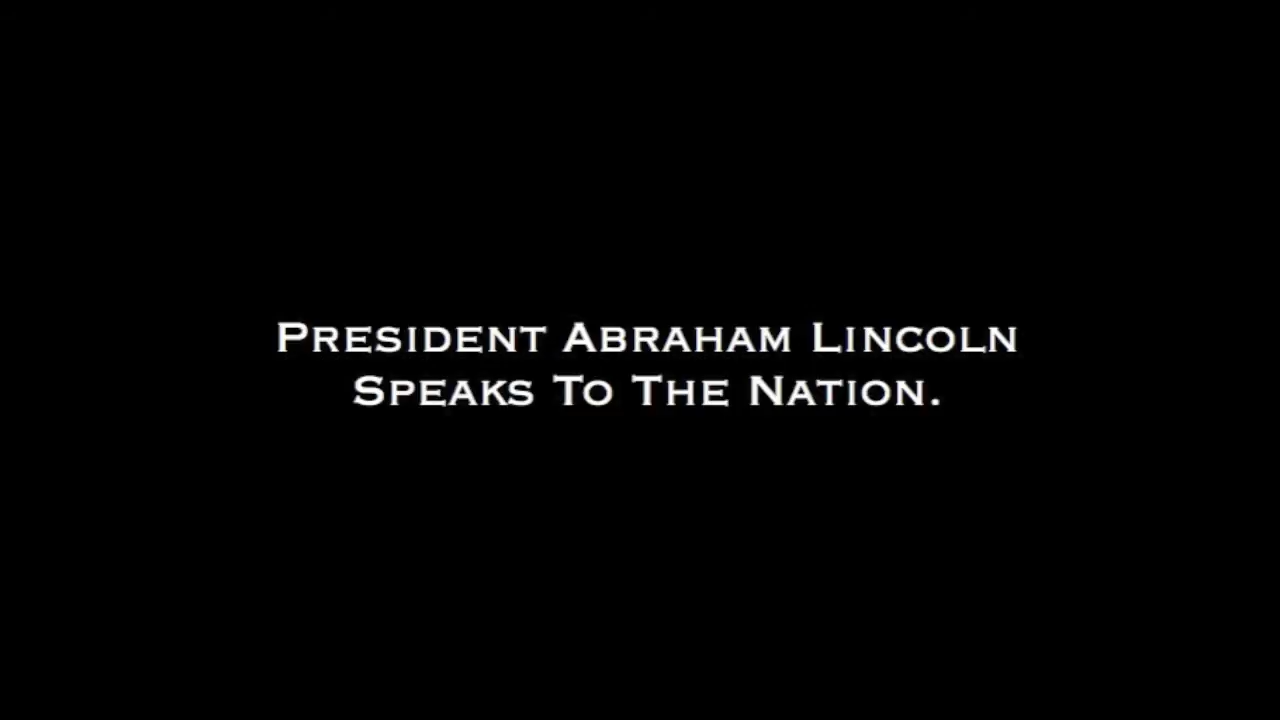 President Abraham Lincoln
Speaks To The Nation.